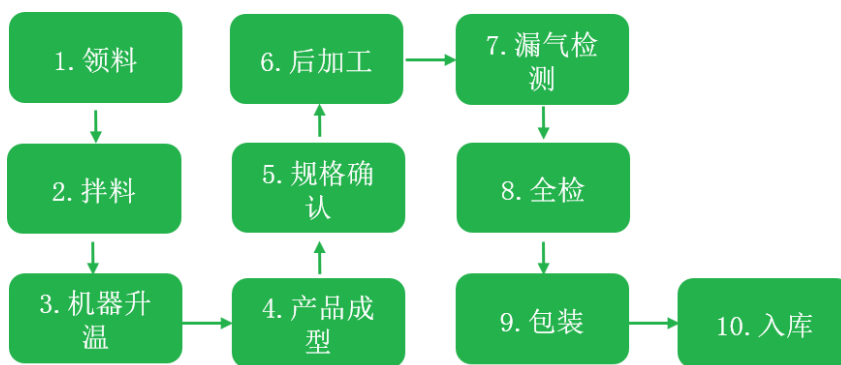 1. 领料
2. 拌料
3. 机器升
温
4. 产品成
型
5. 规格确
认
6. 后加工
7. 漏气检
测
8. 全检
9. 包装
10. 入库